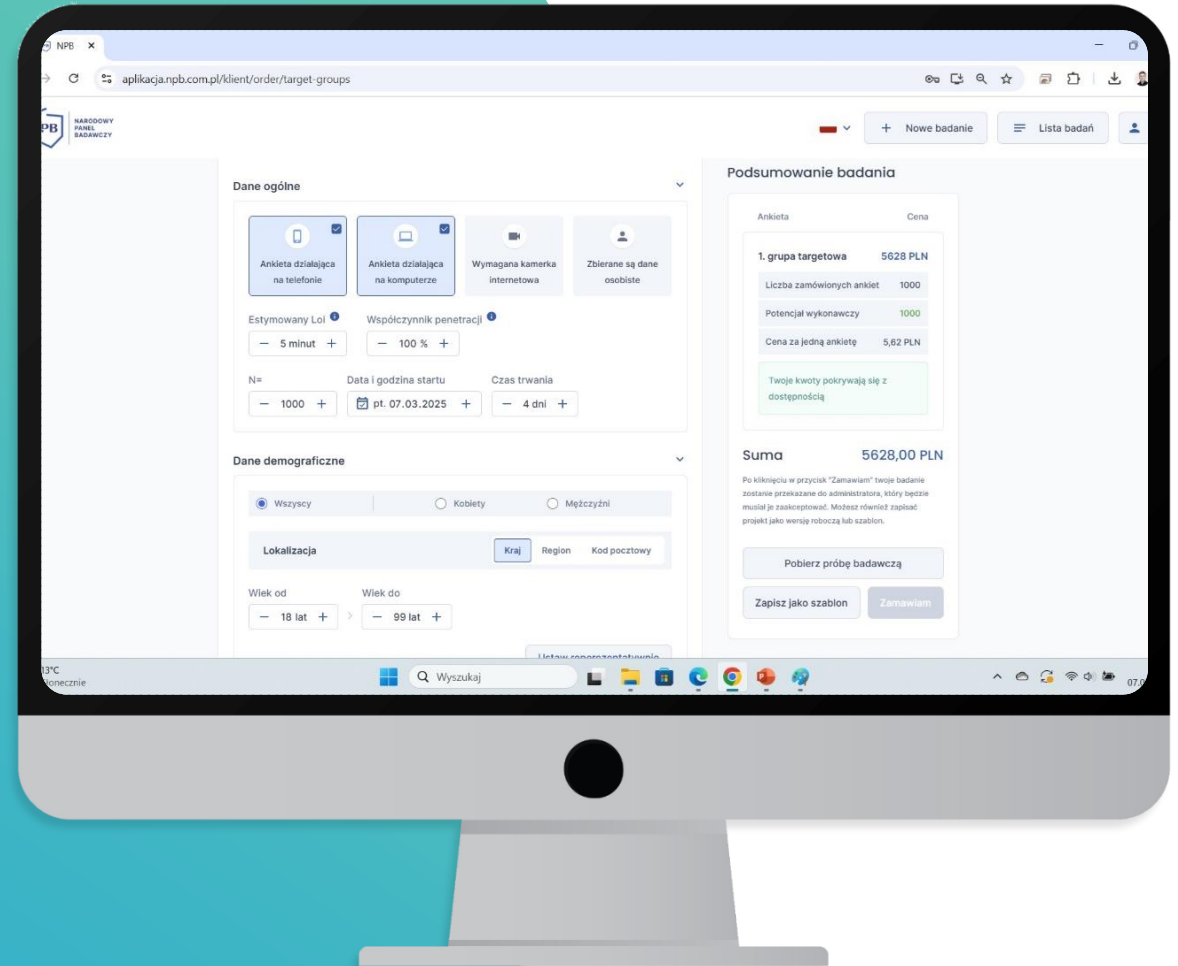 NPB
aplikacja.npb.com.pl/klient/order/target-groups
PB
NARODOWY
PANEL
BADAWCZY
Nowe badanie
Lista badań
Dane ogólne
Ankieta działająca
na telefonie
Ankieta działająca
na komputerze
Wymagana kamerka
internetowa
Zbierane są dane
osobiste
Estymowany LoI
Współczynnik penetracji
− 5 minut +
− 100 % +
N=
Data i godzina startu
Czas trwania
− 1000 +
pt. 07.03.2025 +
− 4 dni +
Dane demograficzne
Wszyscy
Kobiety
Mężczyźni
Lokalizacja
Kraj
Region
Kod pocztowy
Wiek od
Wiek do
− 18 lat +
− 99 lat +
Ustaw reprezentatywnie
Podsumowanie badania
Ankieta
Cena
1. grupa targetowa 5628 PLN
Liczba zamówionych ankiet 1000
Potencjał wykonawczy 1000
Cena za jedną ankietę 5,62 PLN
Twoje kwoty pokrywają się z
dostępnością
Suma 5628,00 PLN
Po kliknięciu w przycisk "Zamawiam" twoje badanie
zostanie przekazane do administratora, który będzie
musiał je zaakceptować. Możesz również zapisać
projekt jako wersję roboczą lub szablon.
Pobierz próbę badawczą
Zapisz jako szablon
Zamawiam
13°C
Słonecznie
Wyszukaj
07.0